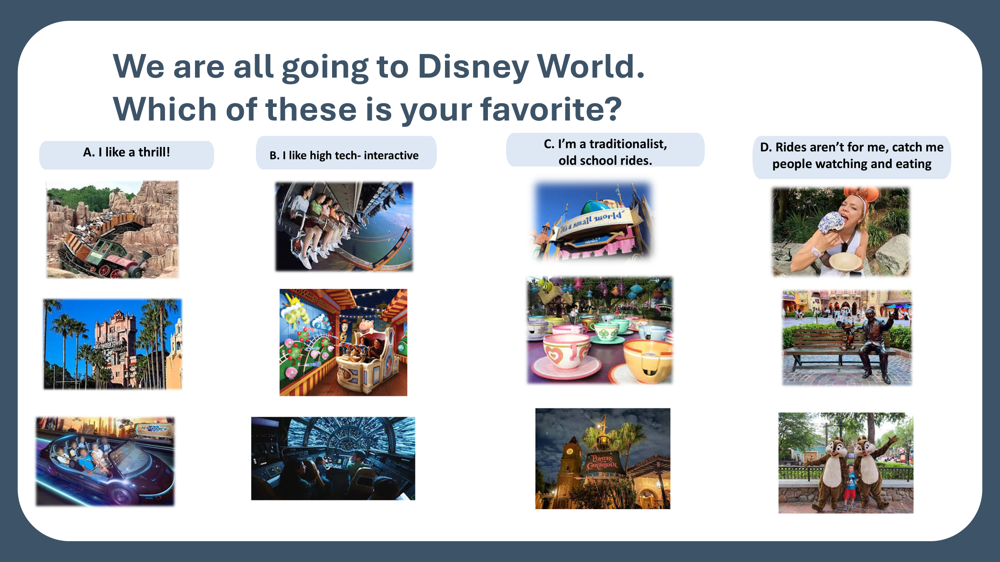 We are all going to Disney World.
Which of these is your favorite?
A. I like a thrill!
B. I like high tech- interactive
C. I’m a traditionalist,
old school rides.
D. Rides aren’t for me, catch me
people watching and eating
it's a small world
HOLLYWOOD TOWER
TEST TRACK
PIRATES
of the
CARIBBEAN